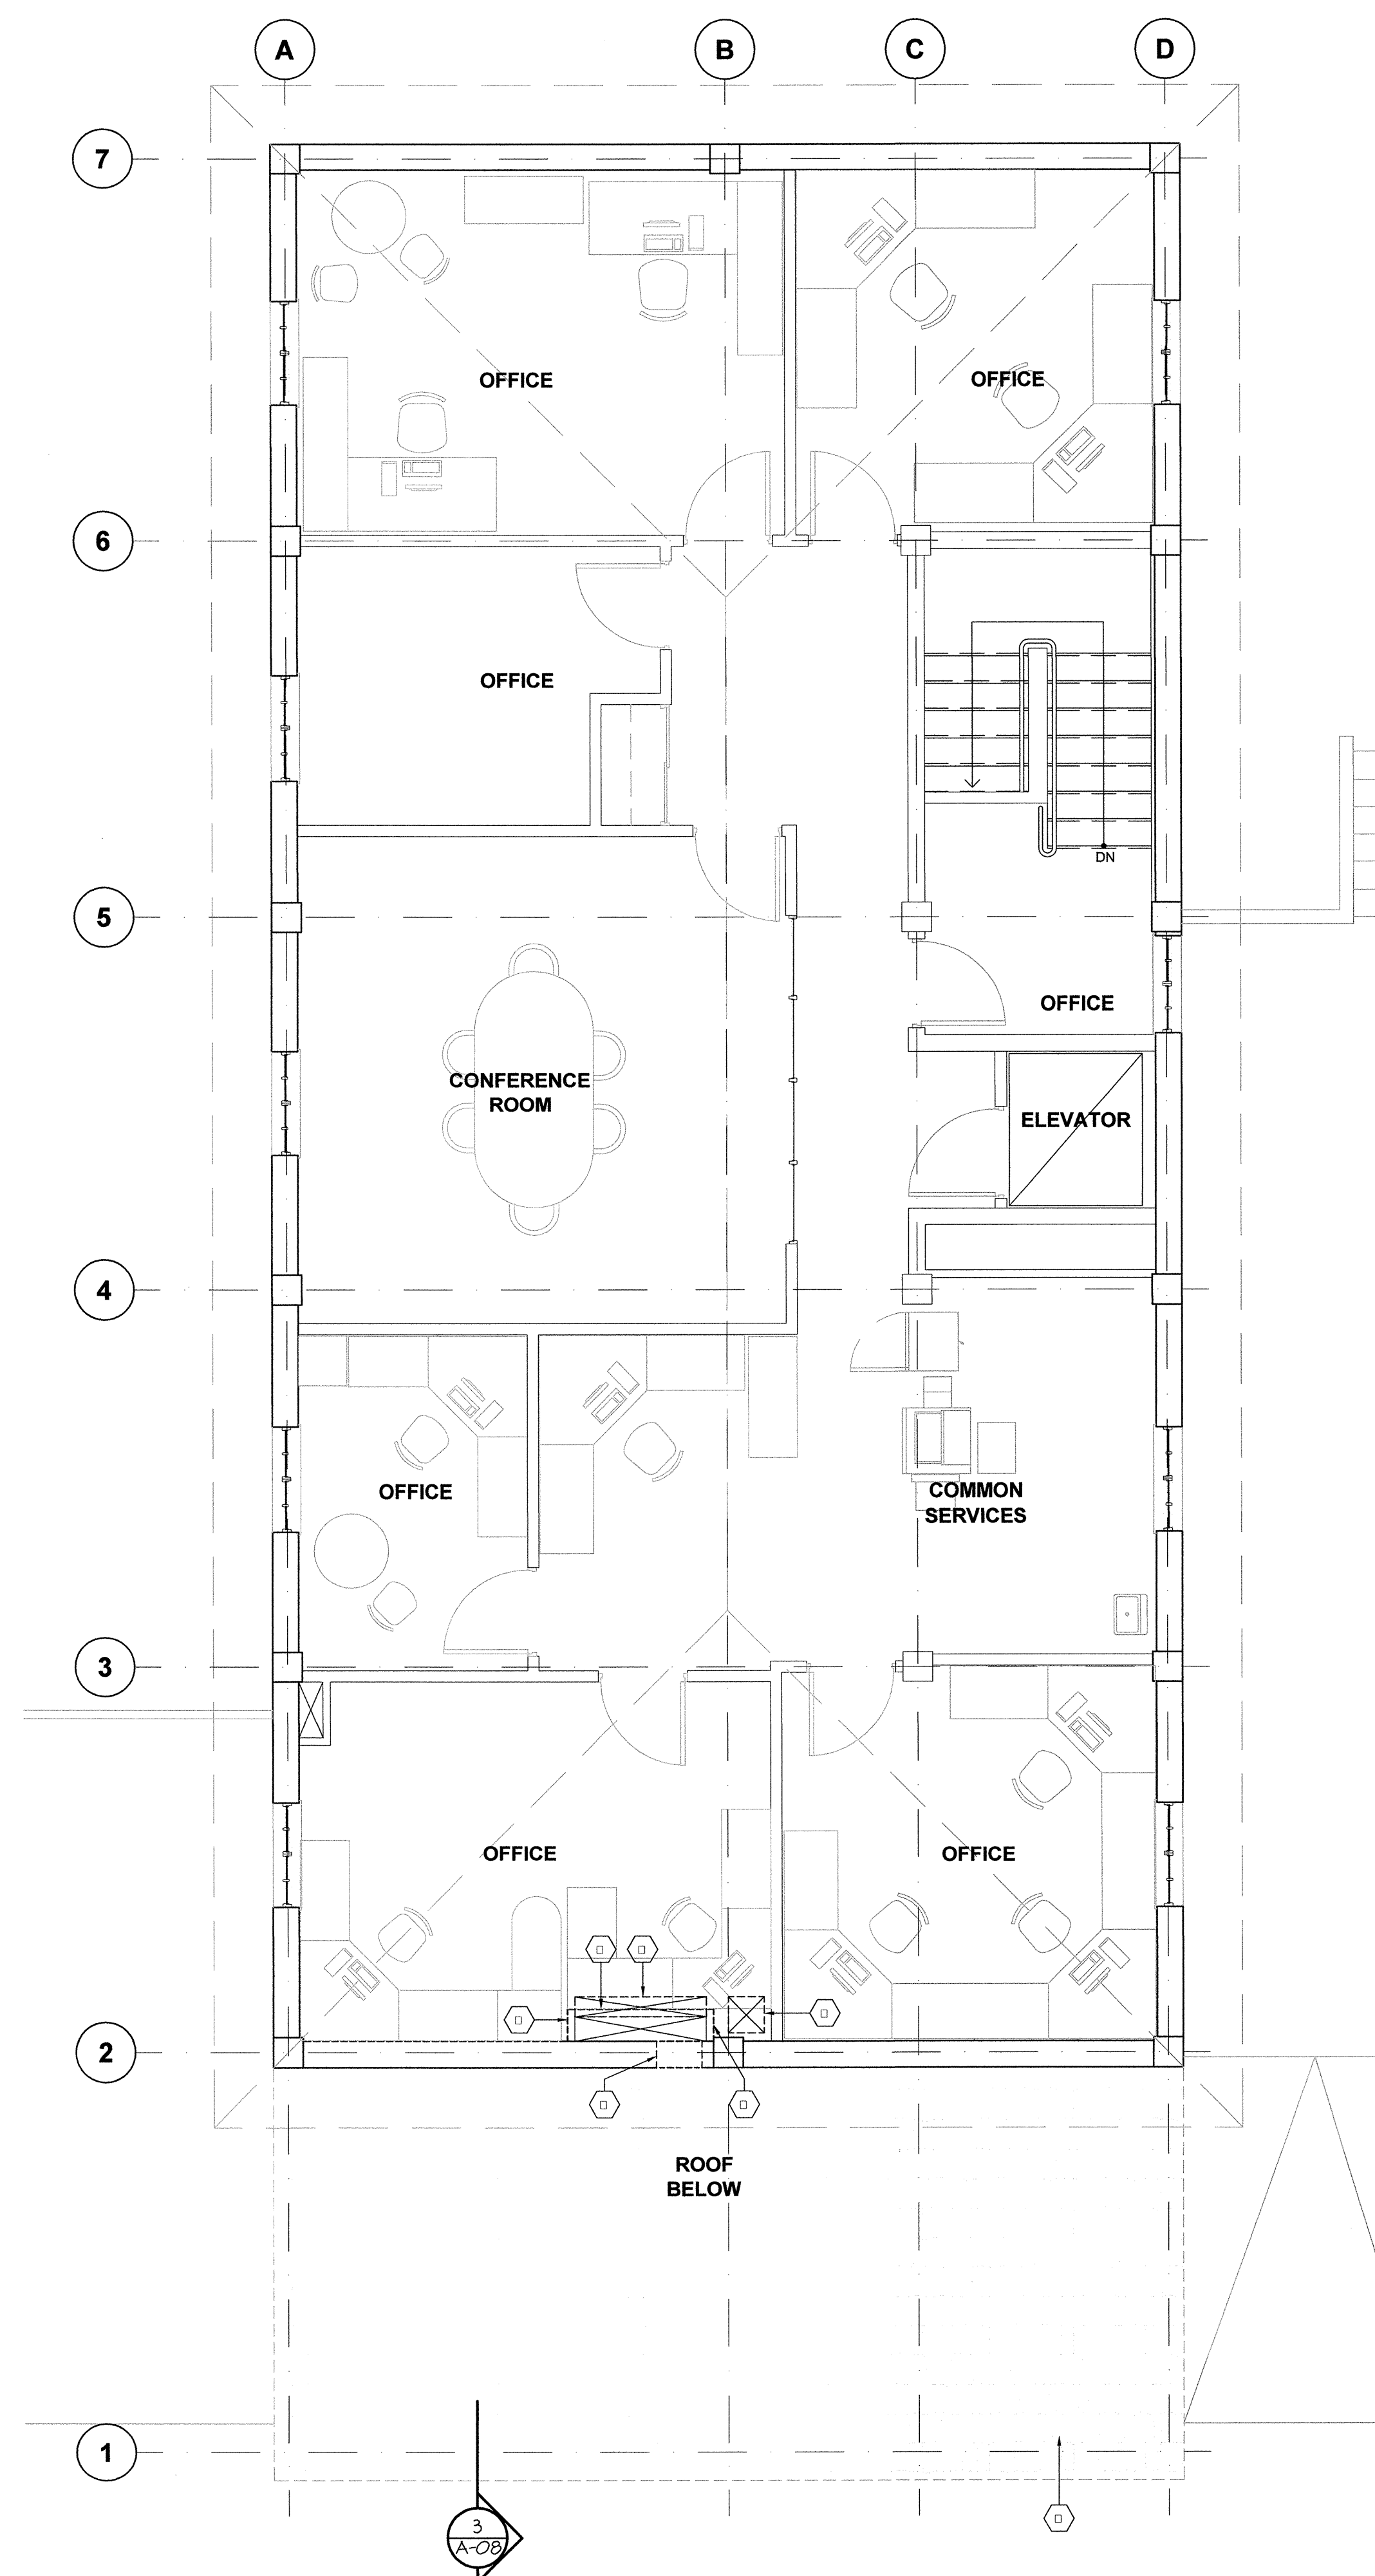 A B C D
7
OFFICE OFFICE
6
OFFICE
DN
5
OFFICE
CONFERENCE
ROOM
ELEVATOR
4
OFFICE
COMMON
SERVICES
3
OFFICE OFFICE
2
ROOF
BELOW
1
3
A-08